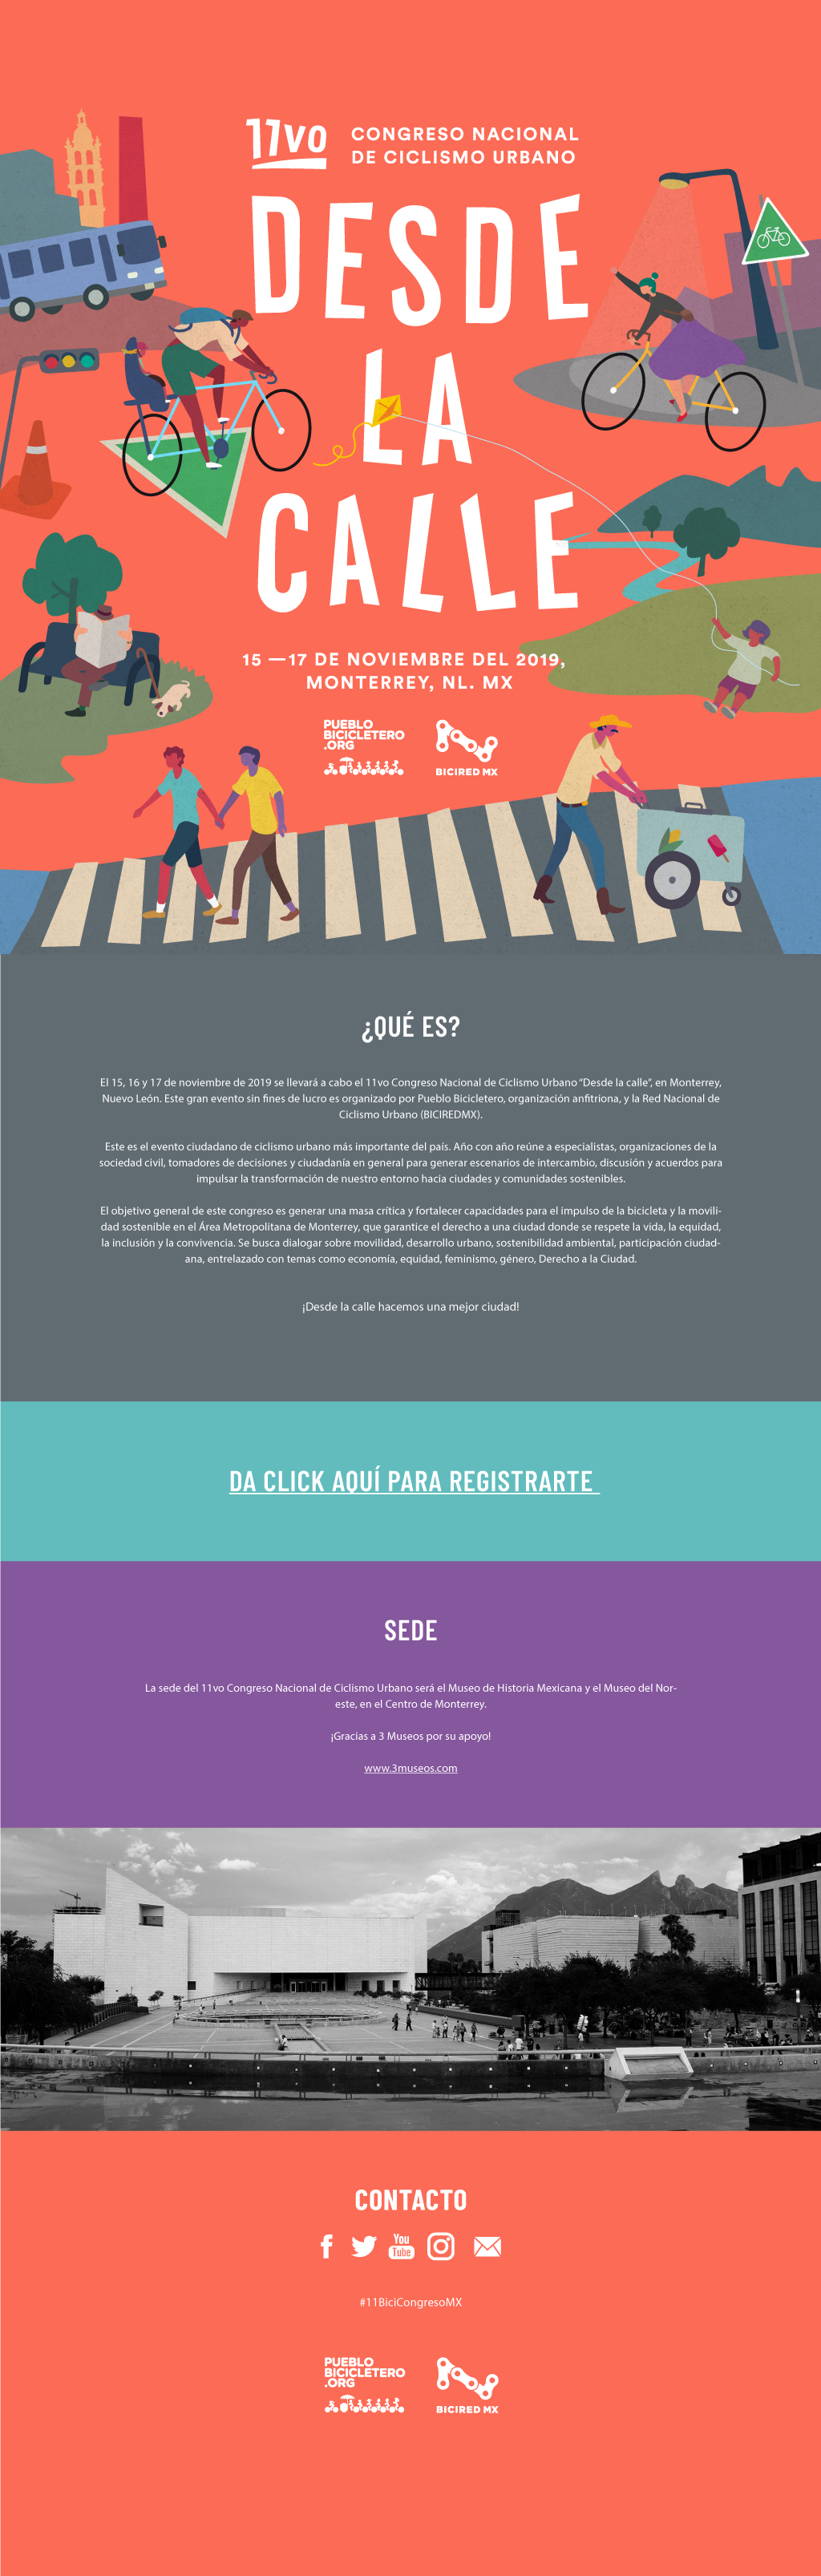 11vo
CONGRESO NACIONAL
DE CICLISMO URBANO
DESDE
LA
CALLE
15 —17 DE NOVIEMBRE DEL 2019,
MONTERREY, NL. MX
PUEBLO
BICICLETERO
.ORG
BICIRED MX
¿QUÉ ES?
El 15, 16 y 17 de noviembre de 2019 se llevará a cabo el 11vo Congreso Nacional de Ciclismo Urbano “Desde la calle”, en Monterrey,
Nuevo León. Este gran evento sin fines de lucro es organizado por Pueblo Bicicletero, organización anfitriona, y la Red Nacional de
Ciclismo Urbano (BICIREDMX).
Este es el evento ciudadano de ciclismo urbano más importante del país. Año con año reúne a especialistas, organizaciones de la
sociedad civil, tomadores de decisiones y ciudadanía en general para generar escenarios de intercambio, discusión y acuerdos para
impulsar la transformación de nuestro entorno hacia ciudades y comunidades sostenibles.
El objetivo general de este congreso es generar una masa crítica y fortalecer capacidades para el impulso de la bicicleta y la movili-
dad sostenible en el Área Metropolitana de Monterrey, que garantice el derecho a una ciudad donde se respete la vida, la equidad,
la inclusión y la convivencia. Se busca dialogar sobre movilidad, desarrollo urbano, sostenibilidad ambiental, participación ciudad-
ana, entrelazado con temas como economía, equidad, feminismo, género, Derecho a la Ciudad.
¡Desde la calle hacemos una mejor ciudad!
DA CLICK AQUÍ PARA REGISTRARTE
SEDE
La sede del 11vo Congreso Nacional de Ciclismo Urbano será el Museo de Historia Mexicana y el Museo del Nor-
este, en el Centro de Monterrey.
¡Gracias a 3 Museos por su apoyo!
www.3museos.com
CONTACTO
You
Tube
#11BiciCongresoMX
PUEBLO
BICICLETERO
.ORG
BICIRED MX